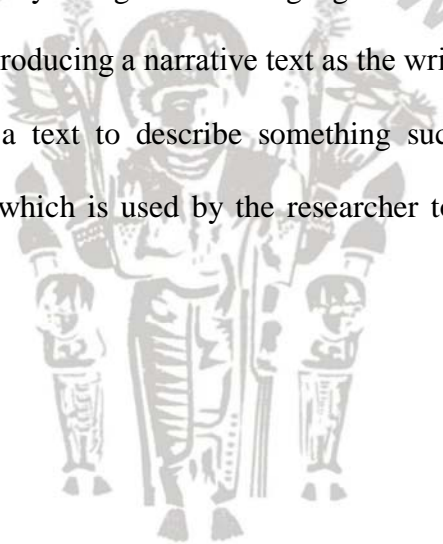 roducing a narrative text as the wri
a text to describe something suc
which is used by the researcher to